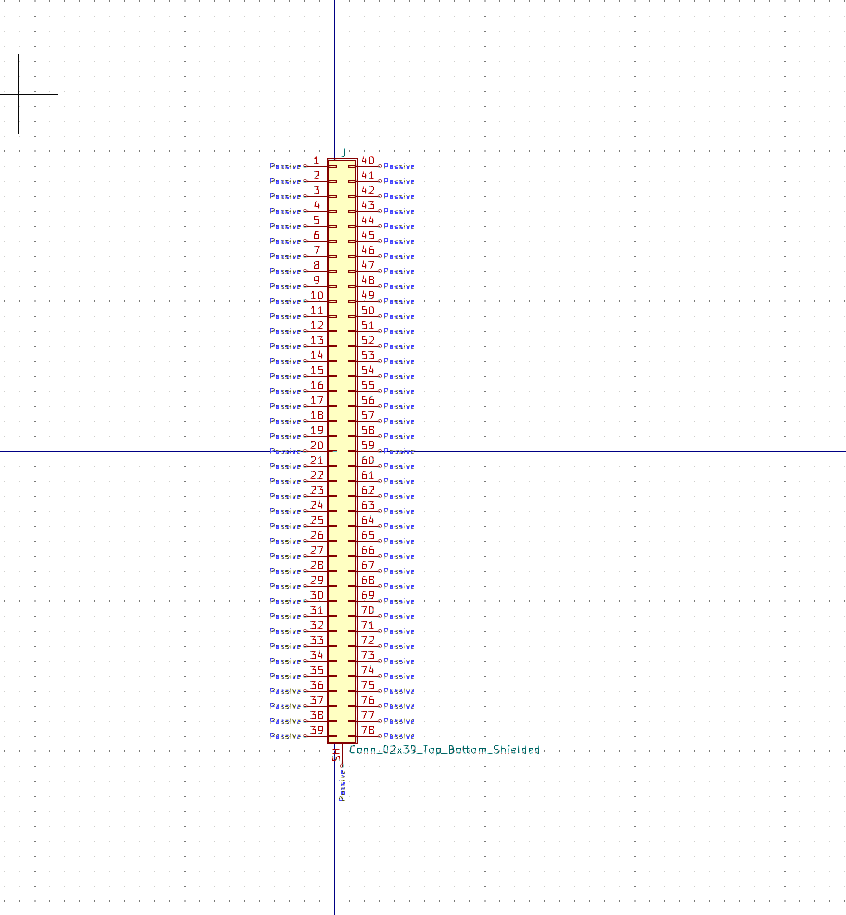 J
Passive 1 40 Passive
Passive 2 41 Passive
Passive 3 42 Passive
Passive 4 43 Passive
Passive 5 44 Passive
Passive 6 45 Passive
Passive 7 46 Passive
Passive 8 47 Passive
Passive 9 48 Passive
Passive 10 49 Passive
Passive 11 50 Passive
Passive 12 51 Passive
Passive 13 52 Passive
Passive 14 53 Passive
Passive 15 54 Passive
Passive 16 55 Passive
Passive 17 56 Passive
Passive 18 57 Passive
Passive 19 58 Passive
Passive 20 59 Passive
Passive 21 60 Passive
Passive 22 61 Passive
Passive 23 62 Passive
Passive 24 63 Passive
Passive 25 64 Passive
Passive 26 65 Passive
Passive 27 66 Passive
Passive 28 67 Passive
Passive 29 68 Passive
Passive 30 69 Passive
Passive 31 70 Passive
Passive 32 71 Passive
Passive 33 72 Passive
Passive 34 73 Passive
Passive 35 74 Passive
Passive 36 75 Passive
Passive 37 76 Passive
Passive 38 77 Passive
Passive 39 78 Passive
SH Conn_02x39_Top_Bottom_Shielded
Passive